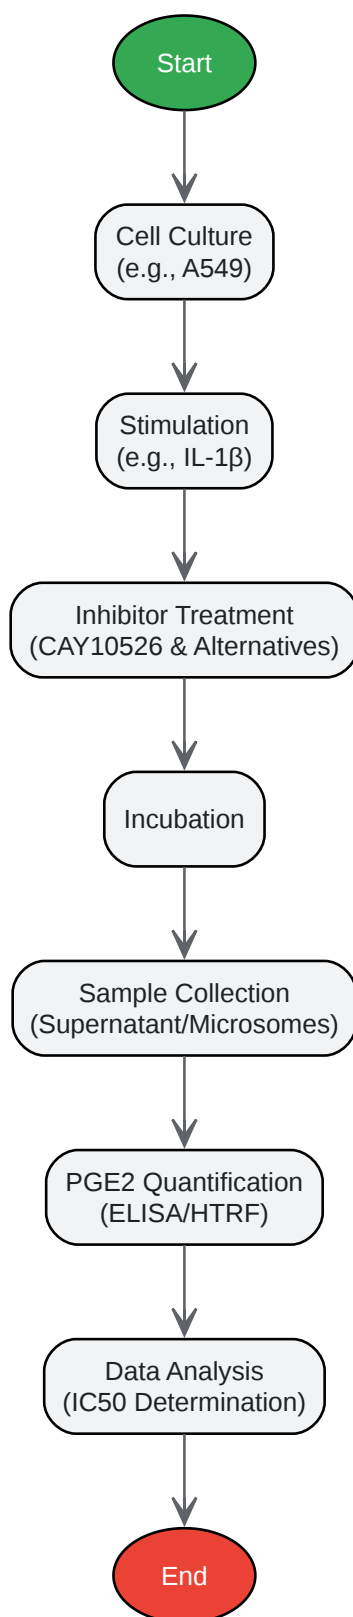 Start
Cell Culture
(e.g., A549)
Stimulation
(e.g., IL-1β)
Inhibitor Treatment
(CAY10526 & Alternatives)
Incubation
Sample Collection
(Supernatant/Microsomes)
PGE2 Quantification
(ELISA/HTRF)
Data Analysis
(IC50 Determination)
End